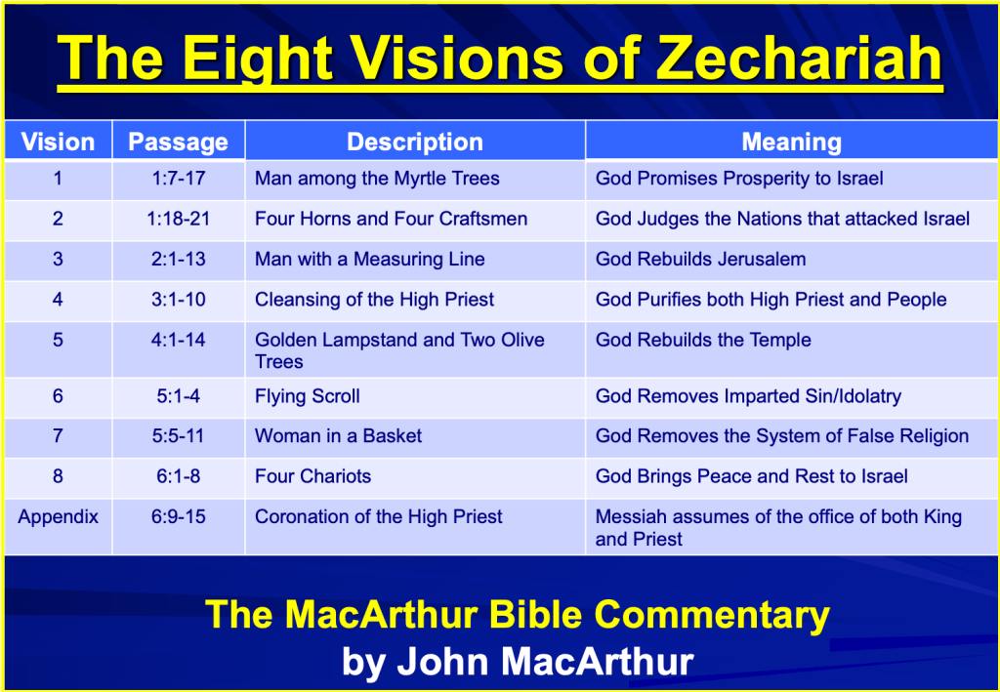 The Eight Visions of Zechariah
Vision Passage Description Meaning
1 1:7-17 Man among the Myrtle Trees God Promises Prosperity to Israel
2 1:18-21 Four Horns and Four Craftsmen God Judges the Nations that attacked Israel
3 2:1-13 Man with a Measuring Line God Rebuilds Jerusalem
4 3:1-10 Cleansing of the High Priest God Purifies both High Priest and People
5 4:1-14 Golden Lampstand and Two Olive God Rebuilds the Temple
Trees
6 5:1-4 Flying Scroll God Removes Imparted Sin/Idolatry
7 5:5-11 Woman in a Basket God Removes the System of False Religion
8 6:1-8 Four Chariots God Brings Peace and Rest to Israel
Appendix 6:9-15 Coronation of the High Priest Messiah assumes of the office of both King
and Priest
The MacArthur Bible Commentary
by John MacArthur